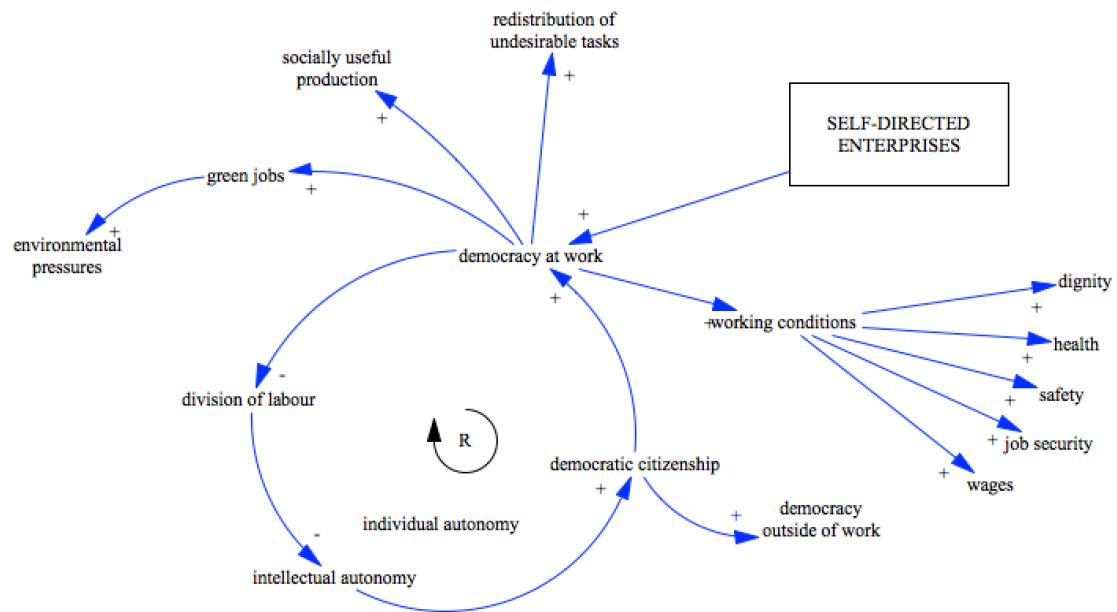 redistribution of
undesirable tasks
+
socially useful
production
+
SELF-DIRECTED
ENTERPRISES
green jobs
+
+
environmental
pressures
+
democracy at work
+
dignity
+
+working conditions
health
+
safety
+
job security
+
wages
+
-
division of labour
R
democratic citizenship
+
democracy
outside of work
+
individual autonomy
-
intellectual autonomy